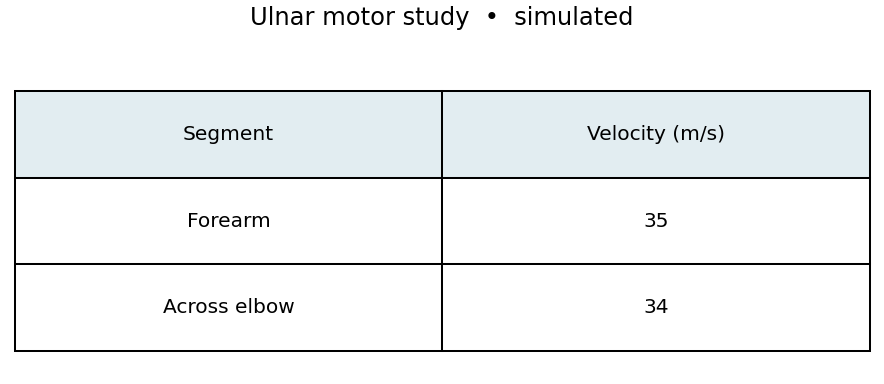 Ulnar motor study • simulated
Segment Velocity (m/s)
Forearm 35
Across elbow 34